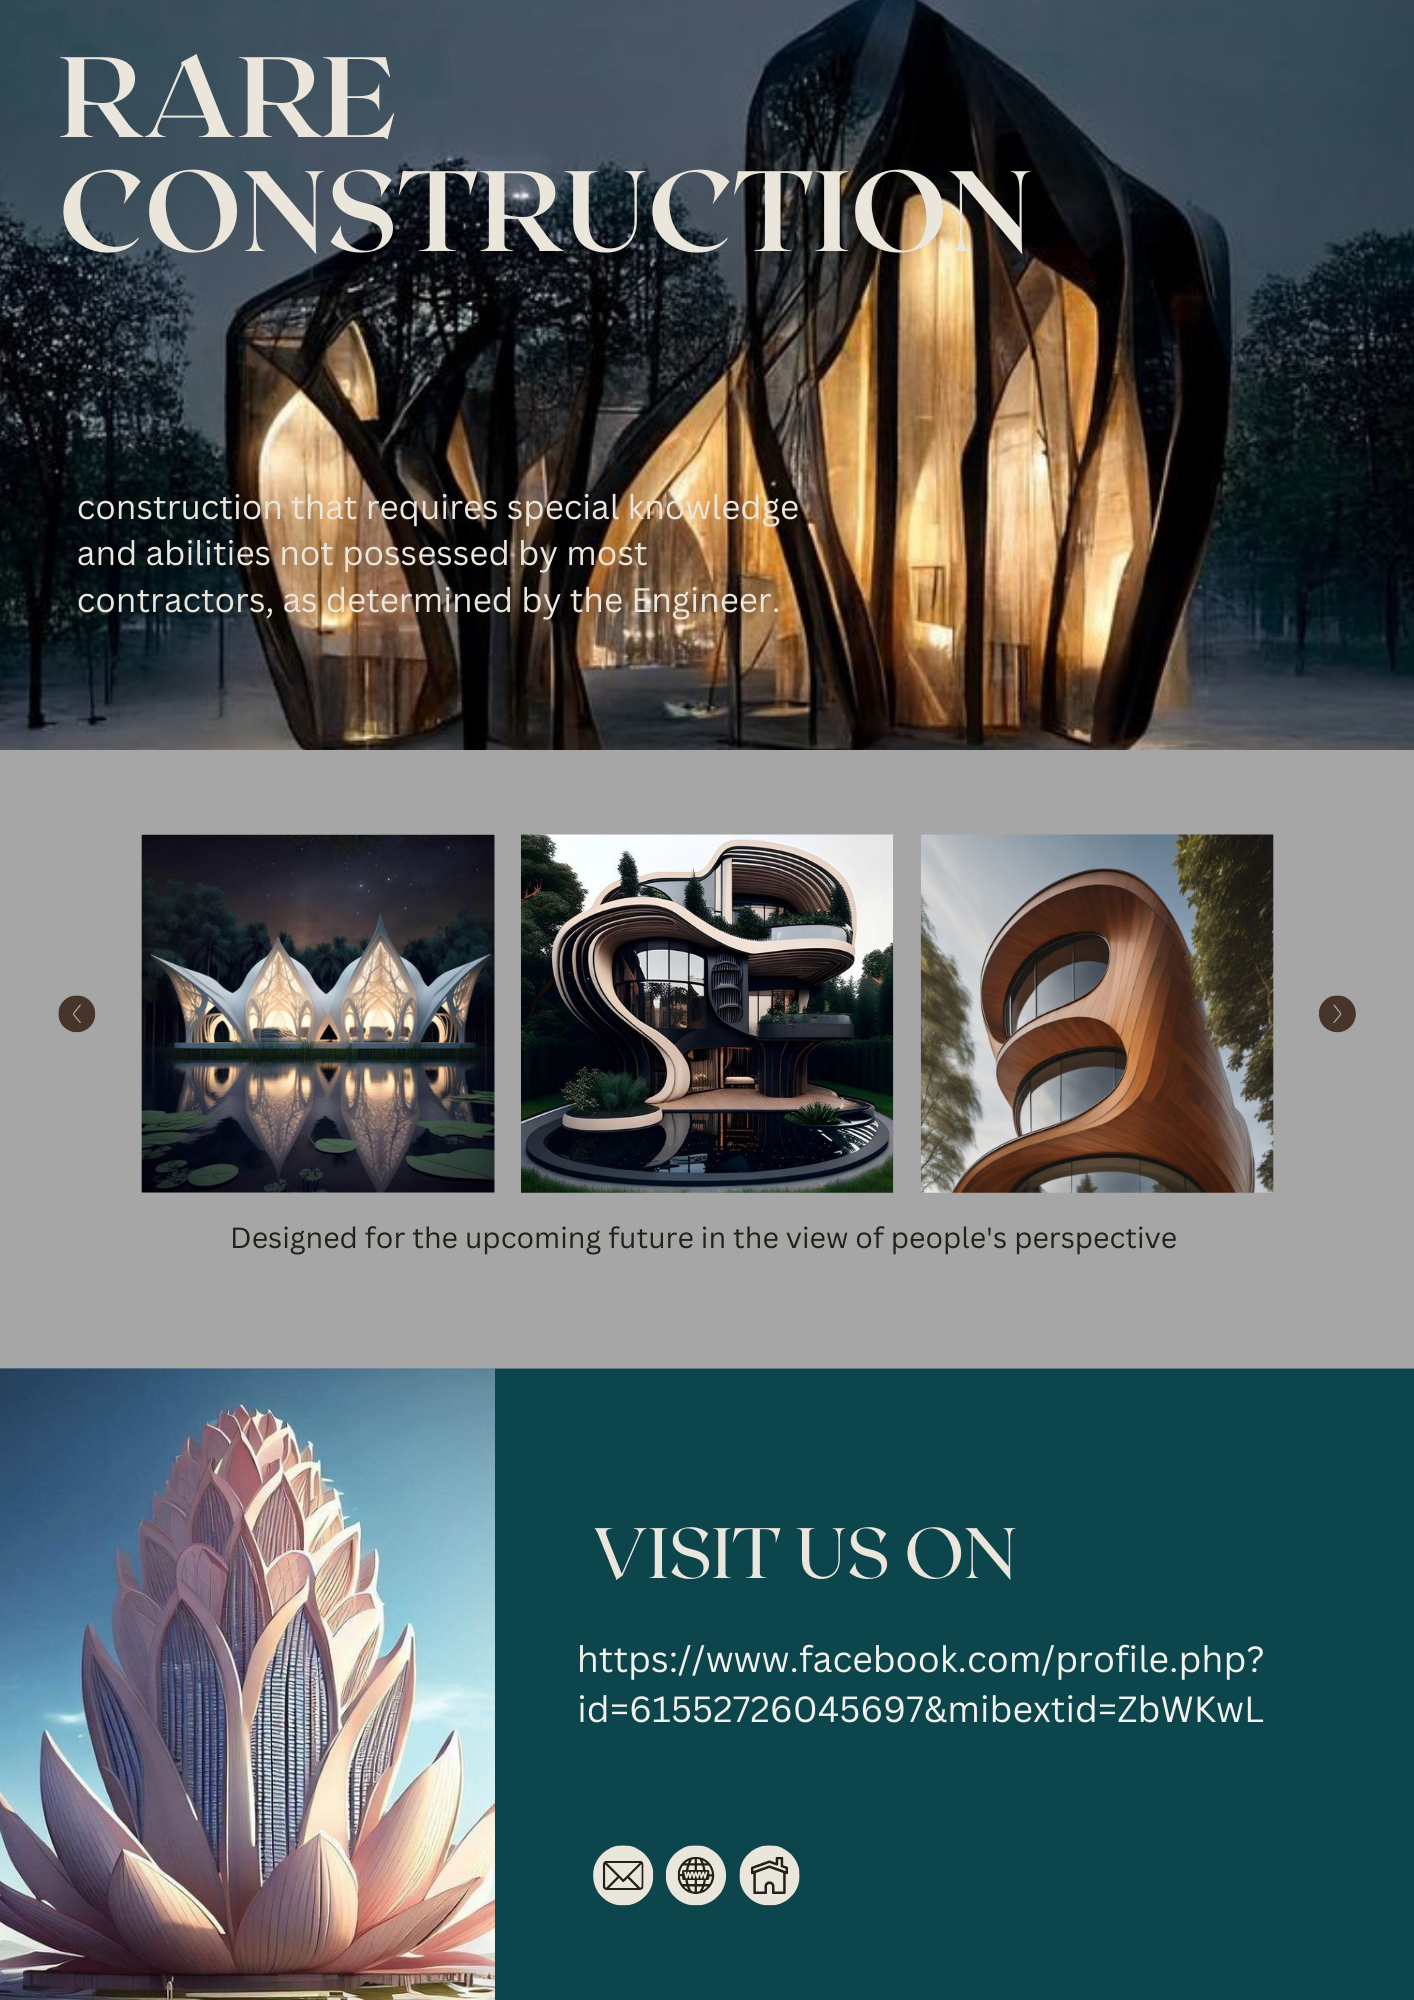 RARE
CONSTRUCTION
construction that requires special knowledge
and abilities not possessed by most
contractors, as determined by the Engineer.
Designed for the upcoming future in the view of people's perspective
VISIT US ON
https://www.facebook.com/profile.php?
id=61552726045697&mibextid=ZbWKwL
WWW